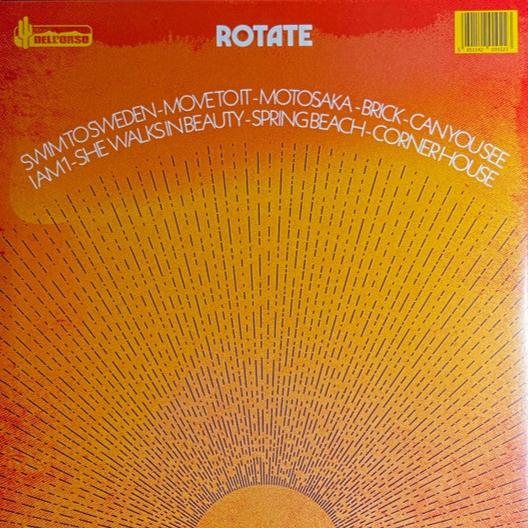 DELL'ORSO
ROTATE
SWIM TO SWEDEN - MOVE TO IT - MOTOSAKA - BRICK - CAN YOU SEE
I AM 1 - SHE WALKS IN BEAUTY - SPRING BEACH - CORNER HOUSE